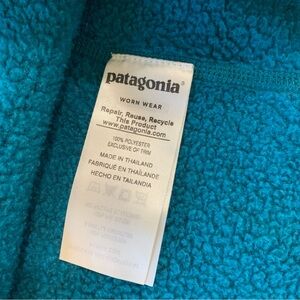 patagonia®
WORN WEAR
Repair, Reuse, Recycle
This Product
www.patagonia.com
100% POLYESTER
EXCLUSIVE OF TRIM
MADE IN THAILAND
FABRIQUÉ EN THAÏLANDE
HECHO EN TAILANDIA